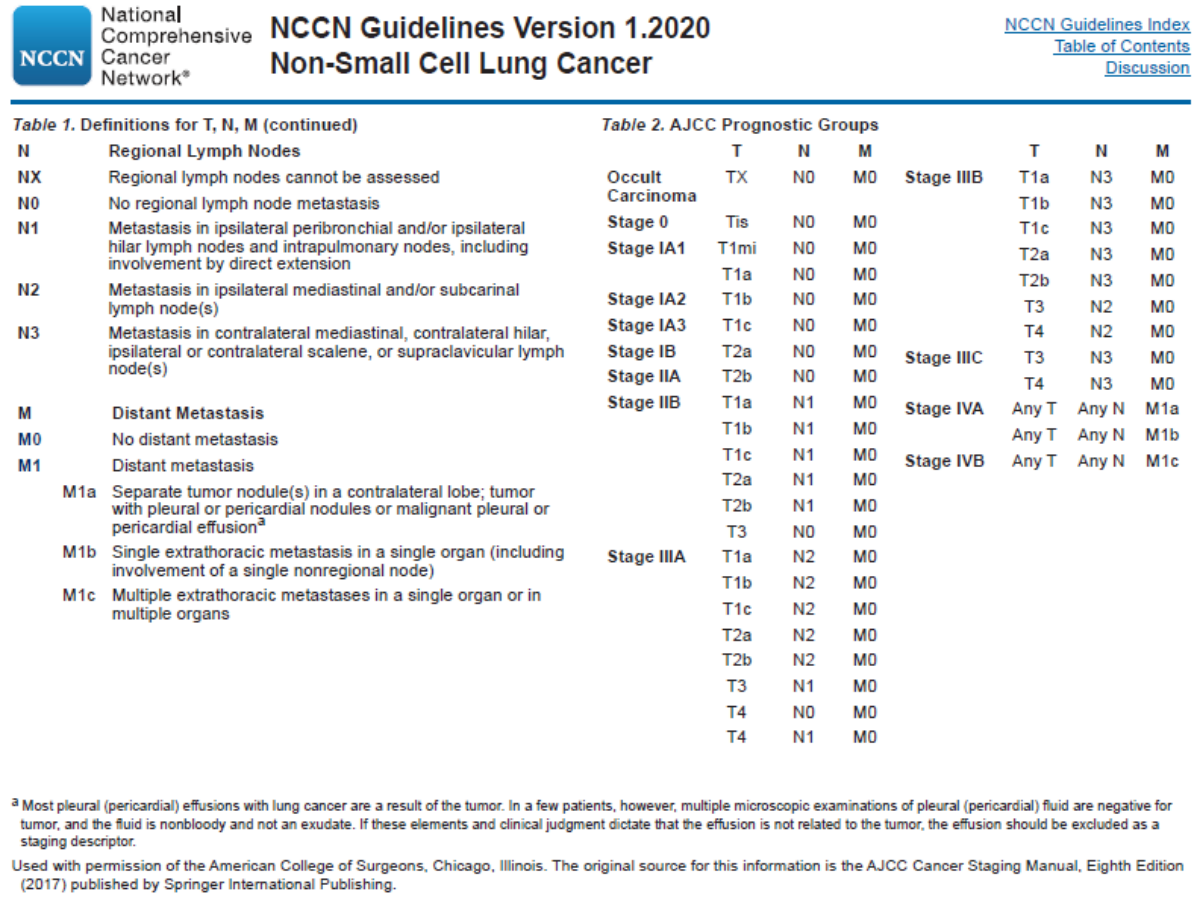 National
Comprehensive
NCCN Cancer
Network®
NCCN Guidelines Version 1.2020
Non-Small Cell Lung Cancer
NCCN Guidelines Index
Table of Contents
Discussion
Table 1. Definitions for T, N, M (continued)
N Regional Lymph Nodes
NX Regional lymph nodes cannot be assessed
N0 No regional lymph node metastasis
N1 Metastasis in ipsilateral peribronchial and/or ipsilateral
hilar lymph nodes and intrapulmonary nodes, including
involvement by direct extension
N2 Metastasis in ipsilateral mediastinal and/or subcarinal
lymph node(s)
N3 Metastasis in contralateral mediastinal, contralateral hilar,
ipsilateral or contralateral scalene, or supraclavicular lymph
node(s)
M Distant Metastasis
M0 No distant metastasis
M1 Distant metastasis
M1a Separate tumor nodule(s) in a contralateral lobe; tumor
with pleural or pericardial nodules or malignant pleural or
pericardial effusion a
M1b Single extrathoracic metastasis in a single organ (including
involvement of a single nonregional node)
M1c Multiple extrathoracic metastases in a single organ or in
multiple organs
Table 2. AJCC Prognostic Groups
T N M
Occult TX N0 M0
Carcinoma
Stage 0 Tis N0 M0
Stage IA1 T1mi N0 M0
T1a N0 M0
Stage IA2 T1b N0 M0
Stage IA3 T1c N0 M0
Stage IB T2a N0 M0
Stage IIA T2b N0 M0
Stage IIB T1a N1 M0
T1b N1 M0
T1c N1 M0
T2a N1 M0
T2b N1 M0
T3 N0 M0
Stage IIIA T1a N2 M0
T1b N2 M0
T1c N2 M0
T2a N2 M0
T2b N2 M0
T3 N1 M0
T4 N0 M0
T4 N1 M0
T N M
Stage IIIB T1a N3 M0
T1b N3 M0
T1c N3 M0
T2a N3 M0
T2b N3 M0
T3 N2 M0
T4 N2 M0
Stage IIIC T3 N3 M0
T4 N3 M0
Stage IVA Any T Any N M1a
Any T Any N M1b
Stage IVB Any T Any N M1c
a Most pleural (pericardial) effusions with lung cancer are a result of the tumor. In a few patients, however, multiple microscopic examinations of pleural (pericardial) fluid are negative for
tumor, and the fluid is nonbloody and not an exudate. If these elements and clinical judgment dictate that the effusion is not related to the tumor, the effusion should be excluded as a
staging descriptor.
Used with permission of the American College of Surgeons, Chicago, Illinois. The original source for this information is the AJCC Cancer Staging Manual, Eighth Edition
(2017) published by Springer International Publishing.